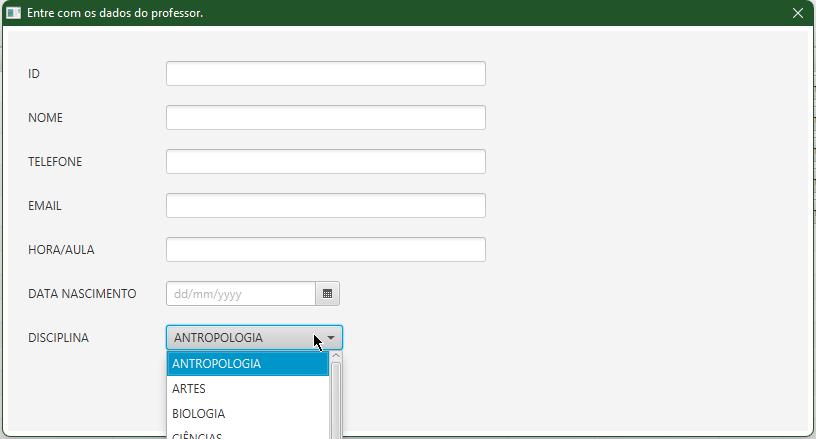 Entre com os dados do professor.
ID
NOME
TELEFONE
EMAIL
HORA/AULA
DATA NASCIMENTO dd/mm/yyyy
DISCIPLINA ANTROPOLOGIA
ANTROPOLOGIA
ARTES
BIOLOGIA
CIÊNCIAS